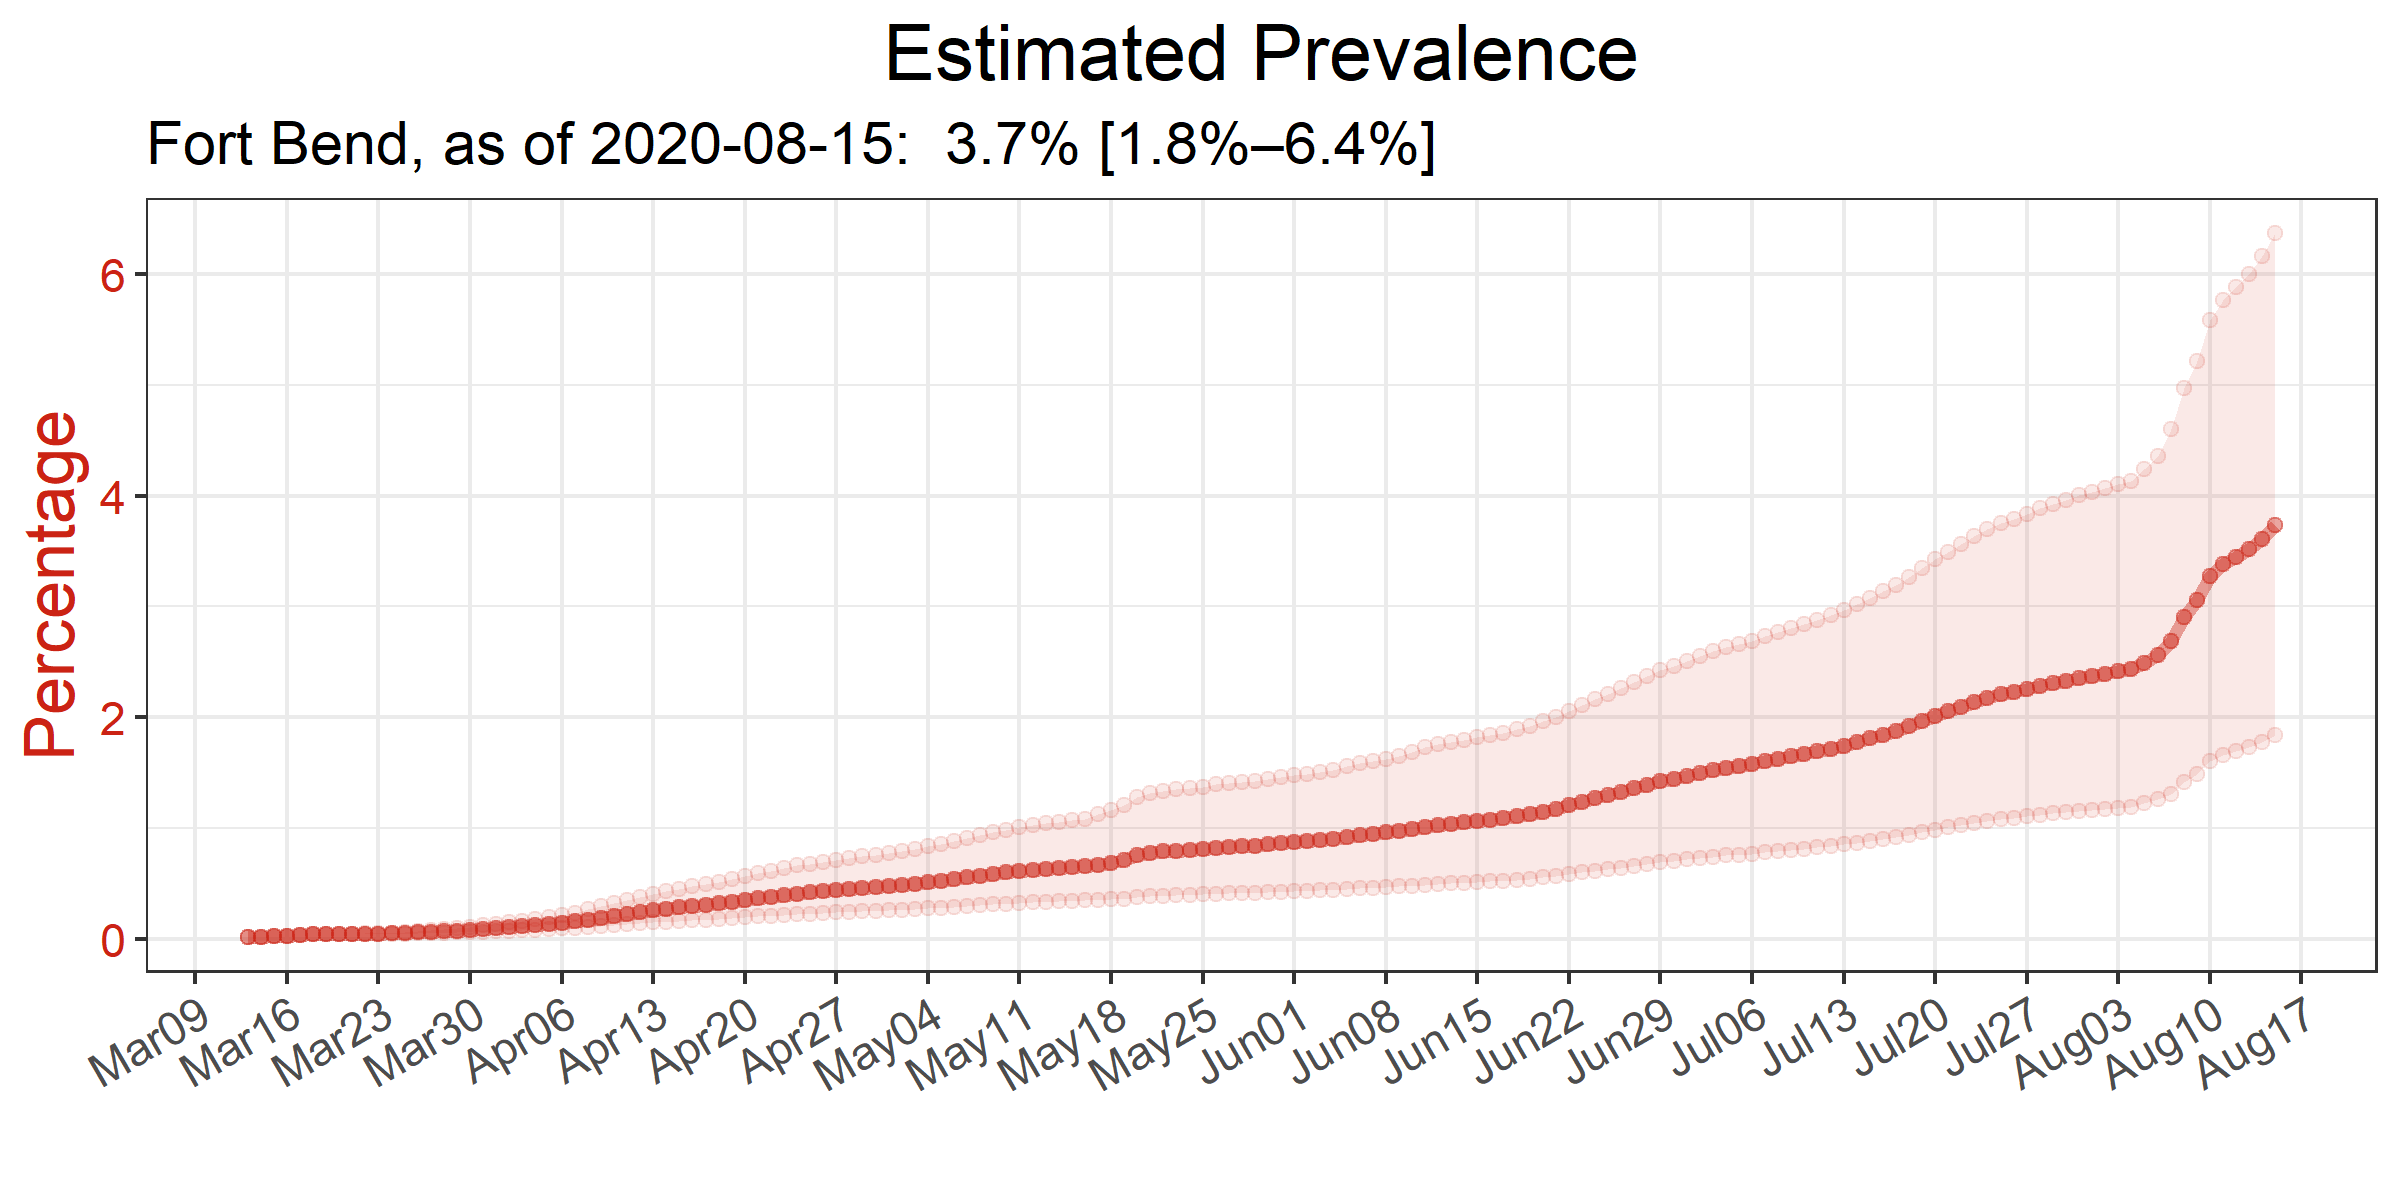 Estimated Prevalence
Fort Bend, as of 2020-08-15:  3.7% [1.8%–6.4%]
Percentage
6
4
2
0
Mar09
Mar16
Mar23
Mar30
Apr06
Apr13
Apr20
Apr27
May04
May11
May18
May25
Jun01
Jun08
Jun15
Jun22
Jun29
Jul06
Jul13
Jul20
Jul27
Aug03
Aug10
Aug17